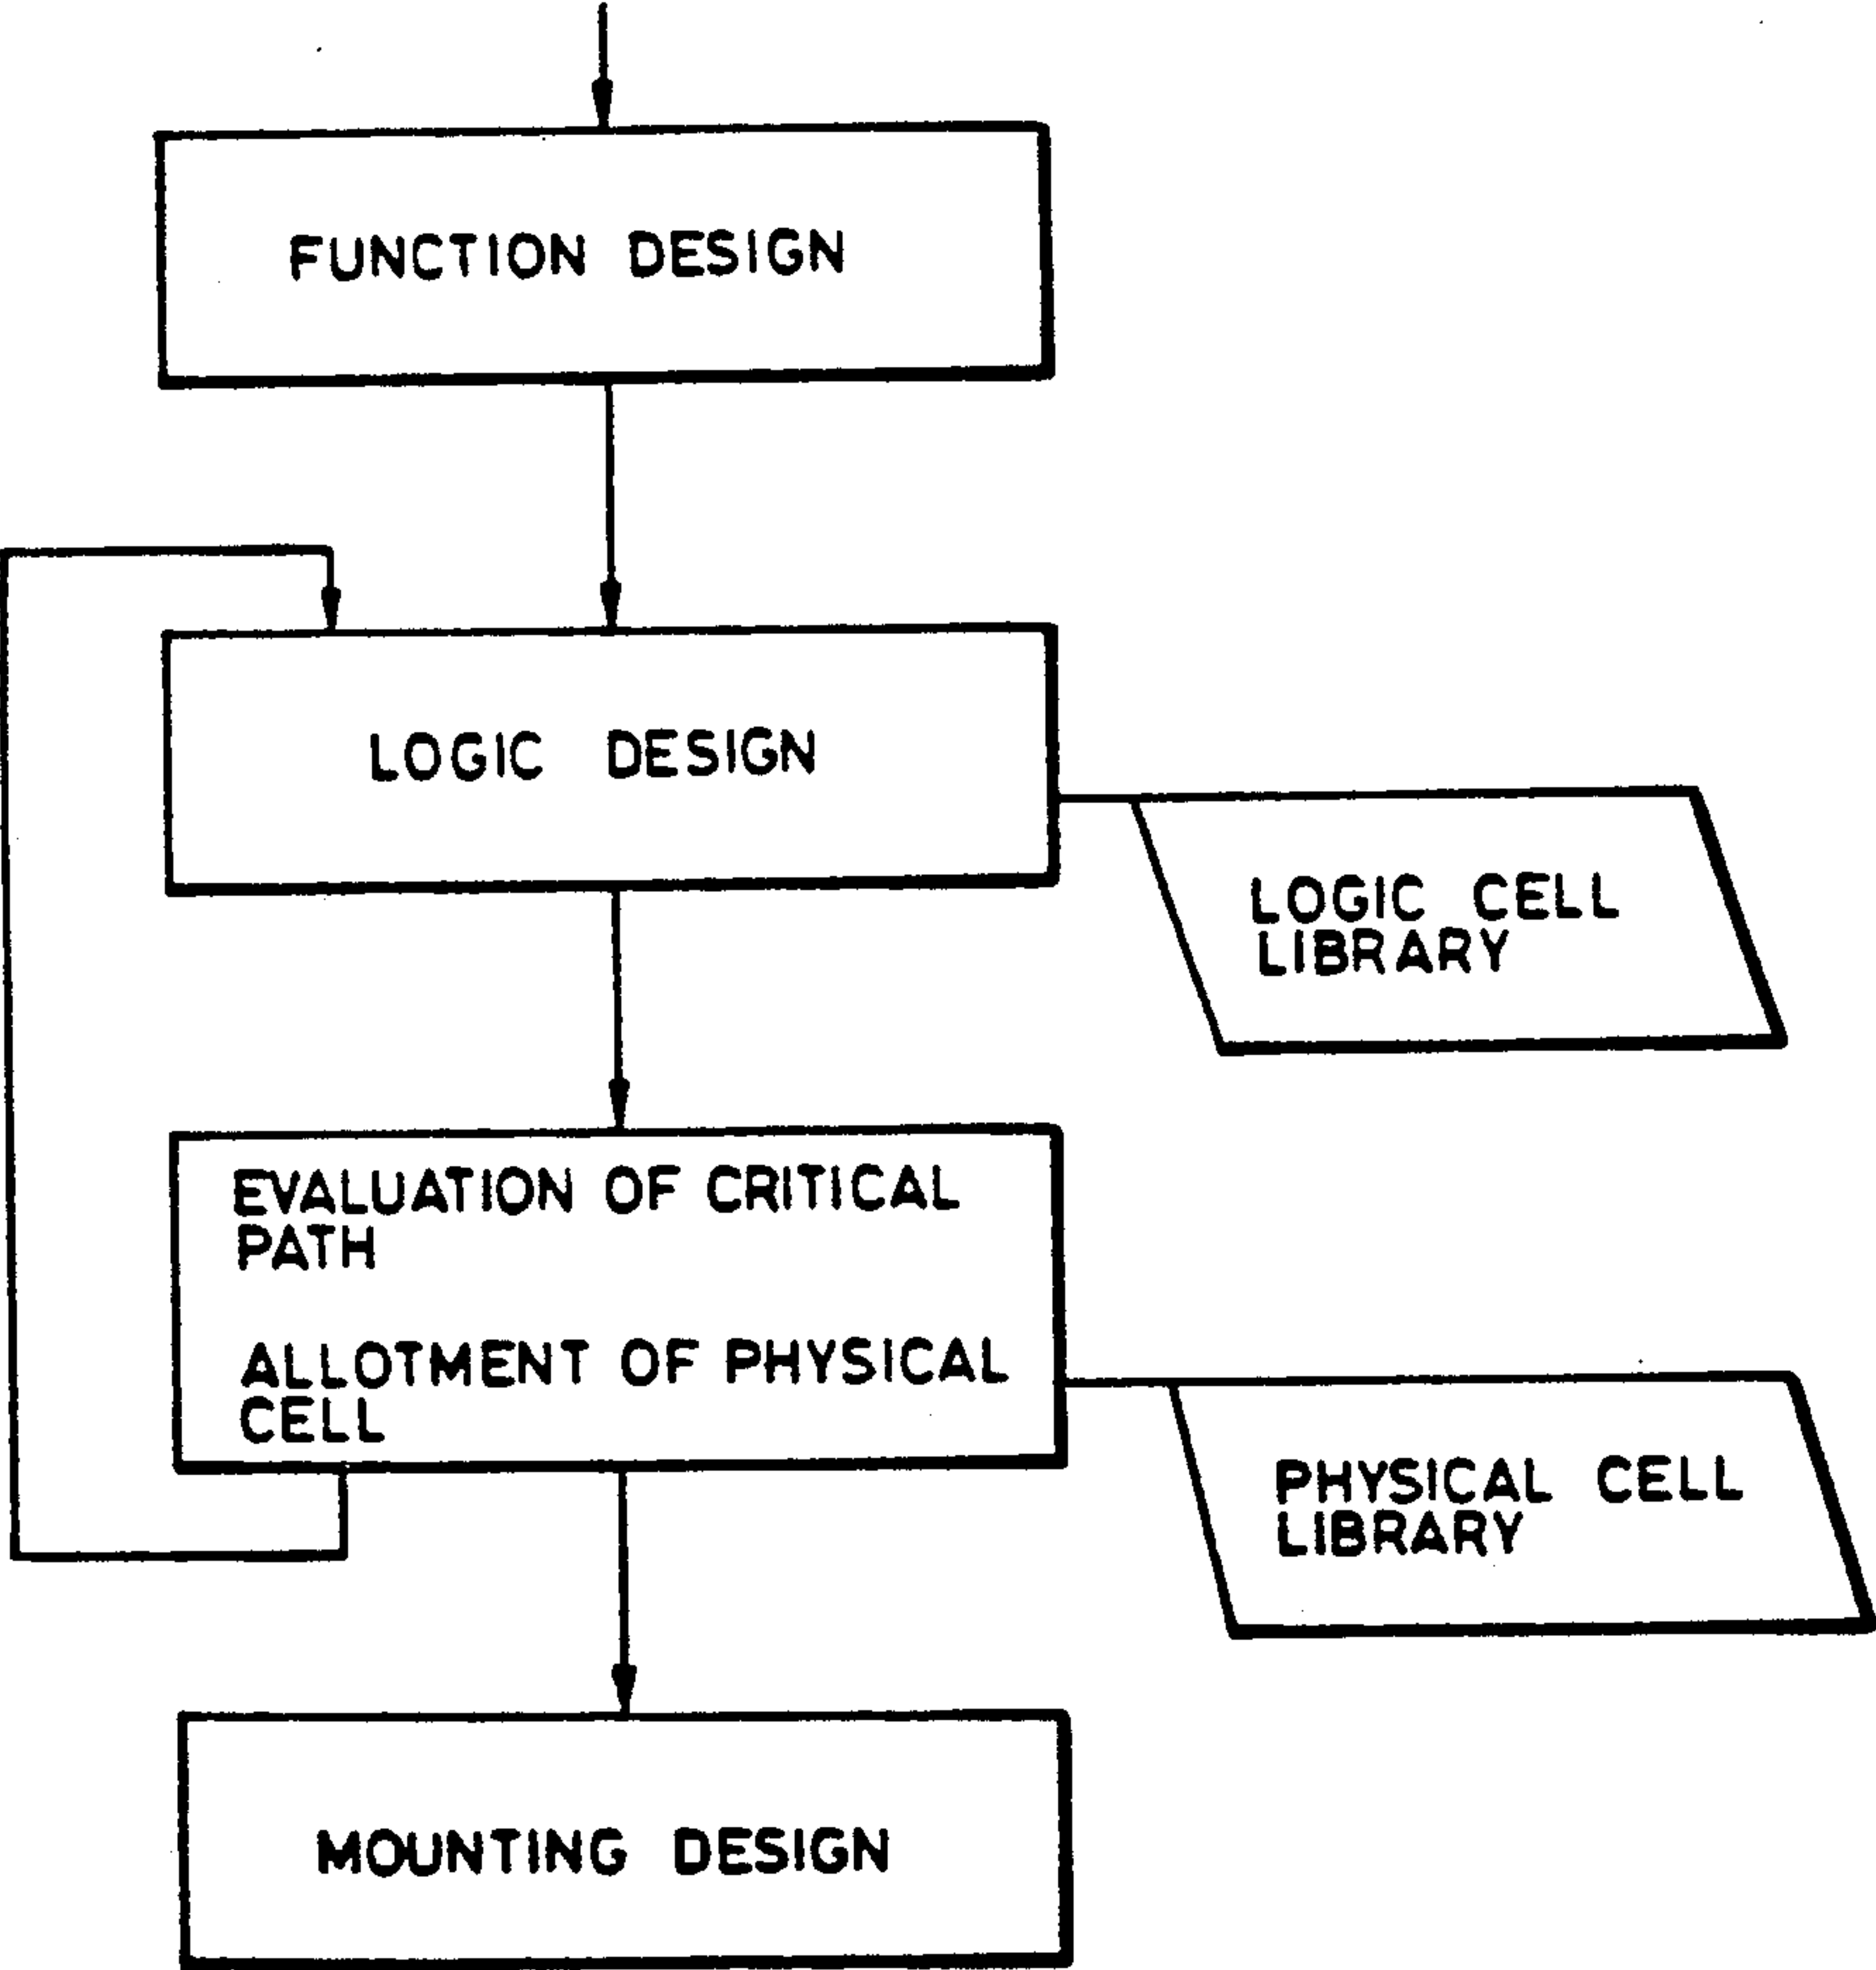 FUNCTION DESIGN
LOGIC DESIGN
LOGIC CELL
LIBRARY
EVALUATION OF CRITICAL
PATH
ALLOTMENT OF PHYSICAL
CELL
PHYSICAL CELL
LIBRARY
MOUNTING DESIGN